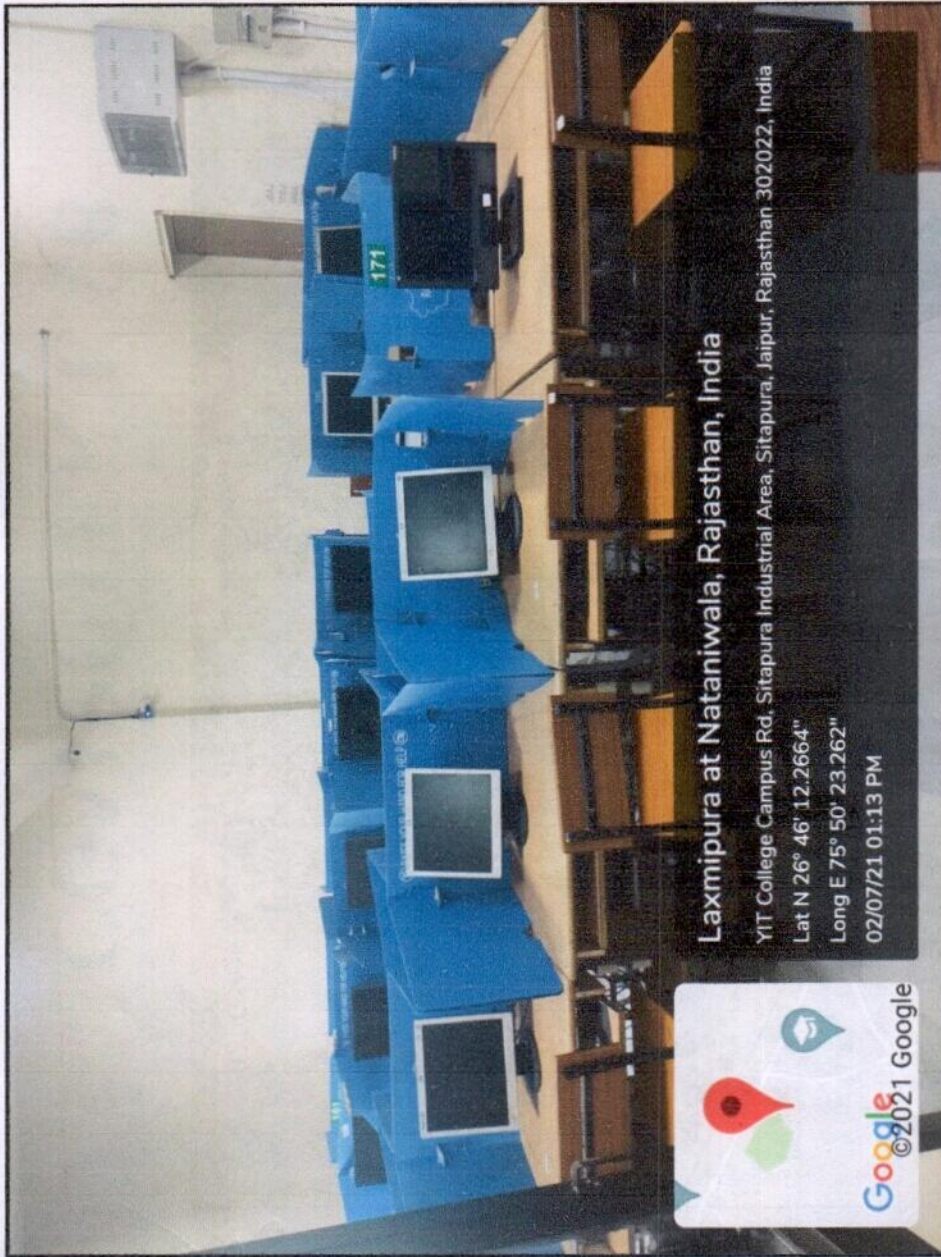 171
161
Laxmipura at Nataniwala, Rajasthan, India
YIT College Campus Rd, Sitapura Industrial Area, Sitapura, Jaipur, Rajasthan 302022, India
Lat N 26° 46' 12.2664"
Long E 75° 50' 23.262"
02/07/21 01:13 PM
Google
©2021 Google